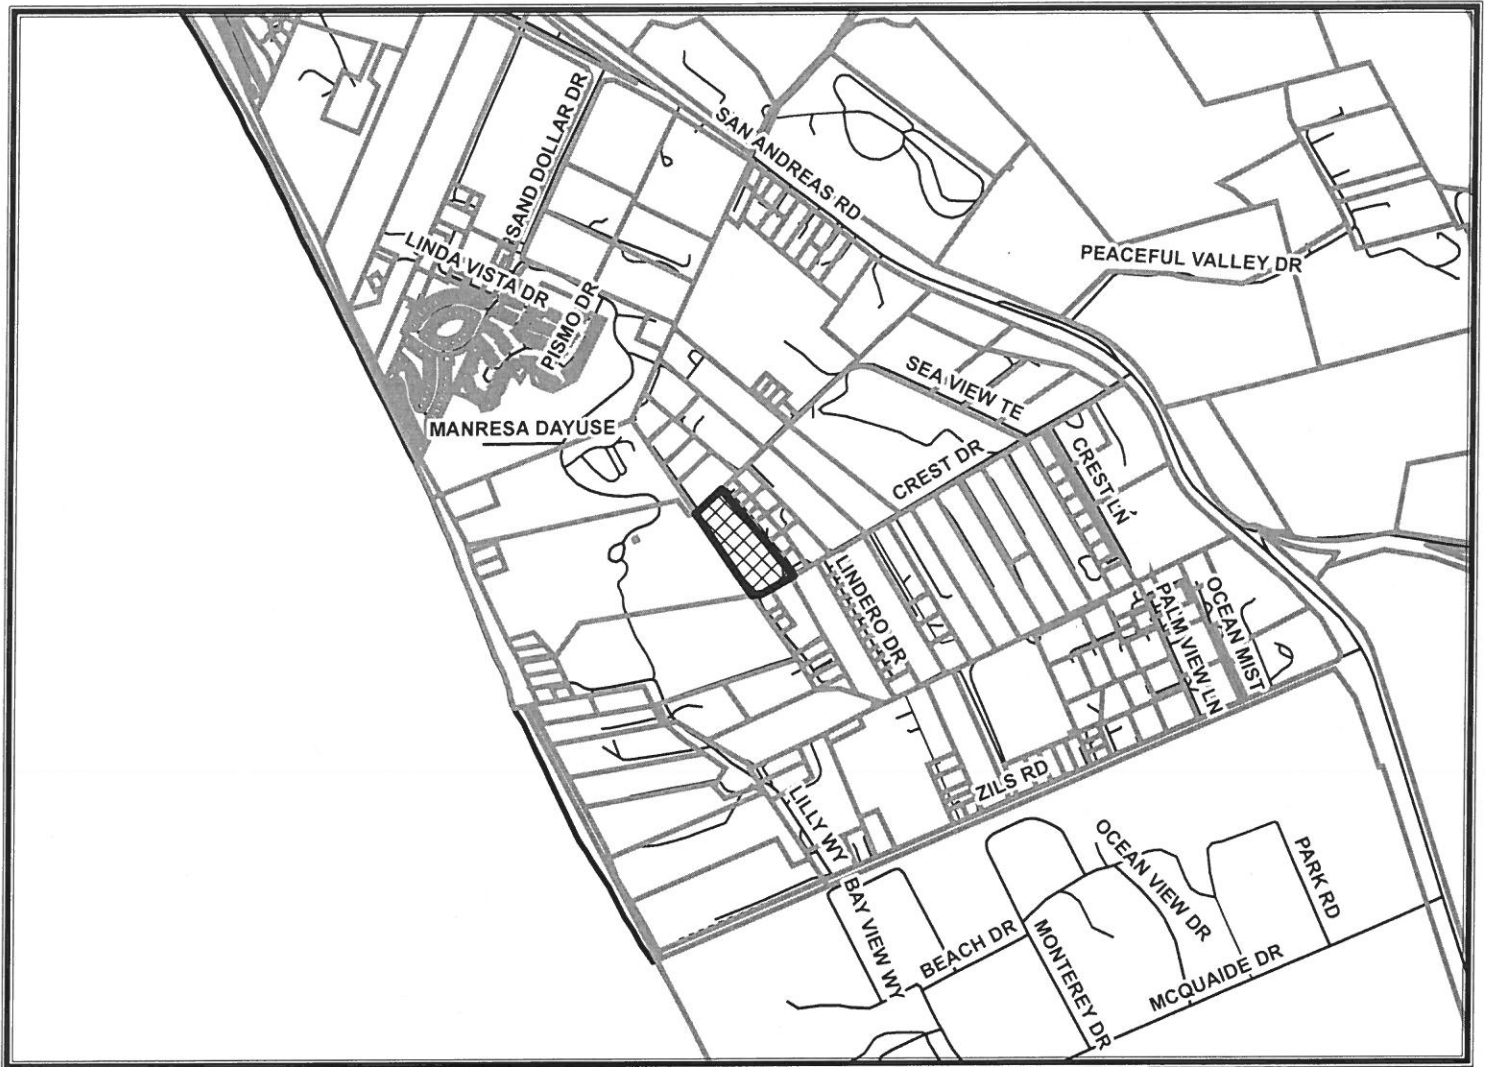 SAND DOLLAR DR
SAN ANDREAS RD
LINDA VISTA DR
PEACEFUL VALLEY DR
PISMO DR
SEA VIEW TE
MANRESA DAYUSE
CREST DR
CREST LN
LINDERO DR
OCEAN MIST
PALM VIEW LN
ZILS RD
LILLY WY
OCEAN VIEW DR
PARK RD
BAY VIEW WY
BEACH DR
MONTEREY DR
MCQUAIDE DR